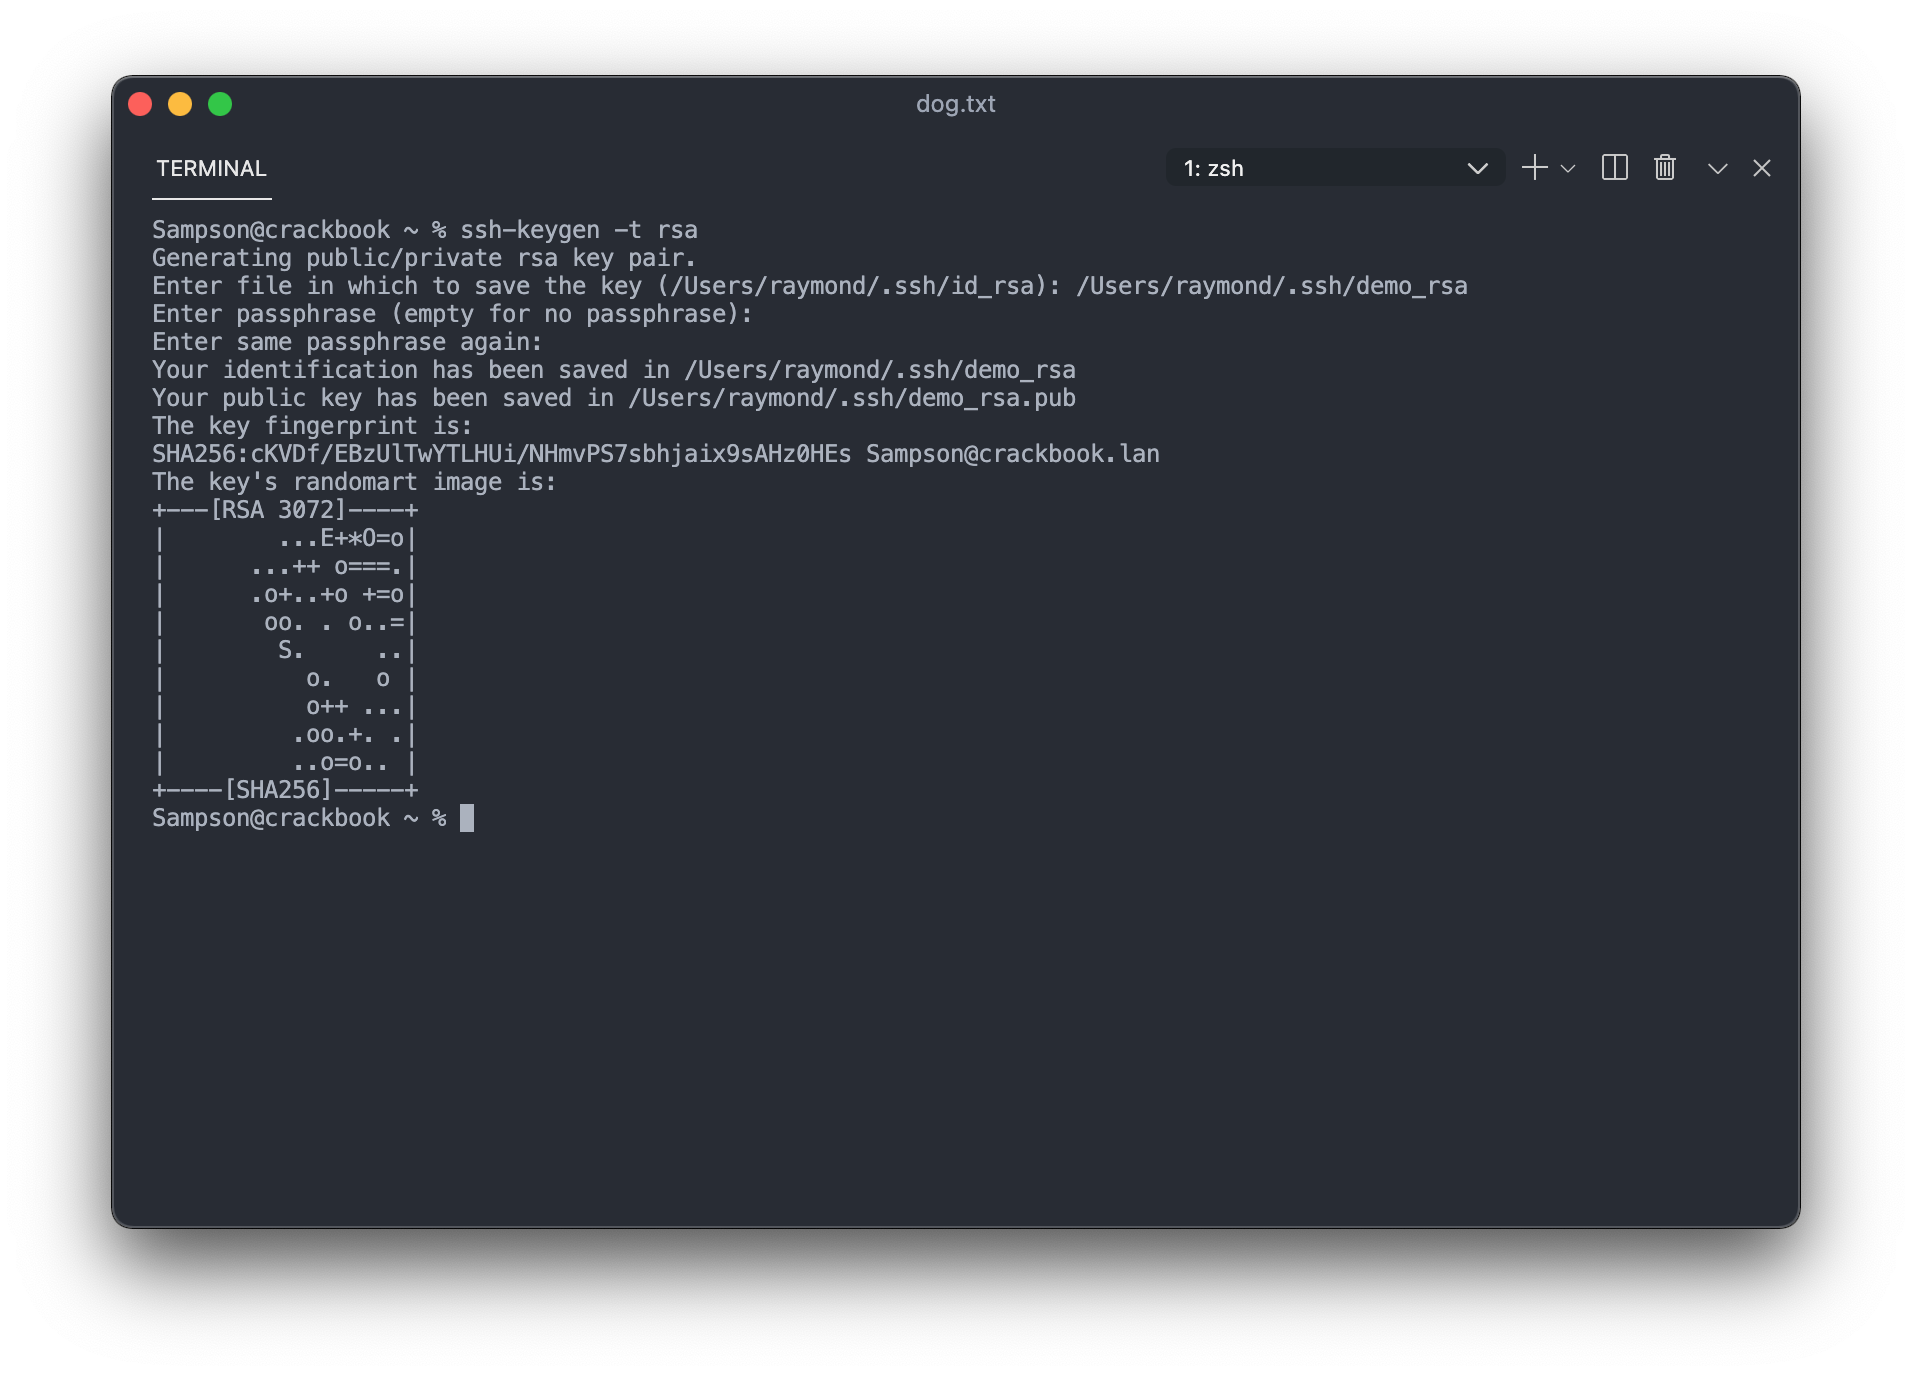 dog.txt
TERMINAL 1: zsh
Sampson@crackbook ~ % ssh-keygen -t rsa
Generating public/private rsa key pair.
Enter file in which to save the key (/Users/raymond/.ssh/id_rsa): /Users/raymond/.ssh/demo_rsa
Enter passphrase (empty for no passphrase):
Enter same passphrase again:
Your identification has been saved in /Users/raymond/.ssh/demo_rsa
Your public key has been saved in /Users/raymond/.ssh/demo_rsa.pub
The key fingerprint is:
SHA256:cKVDf/EBzUlTwYTLHUi/NHmvPS7sbhjaix9sAHz0HEs Sampson@crackbook.lan
The key's randomart image is:
+---[RSA 3072]----+
|        ...E+*O=o|
|      ...++ o===.|
|      .o+..+o +=o|
|       oo. . o..=|
|        S.     ..|
|          o.   o |
|          o++ ...|
|         .oo.+. .|
|         ..o=o.. |
+----[SHA256]-----+
Sampson@crackbook ~ %